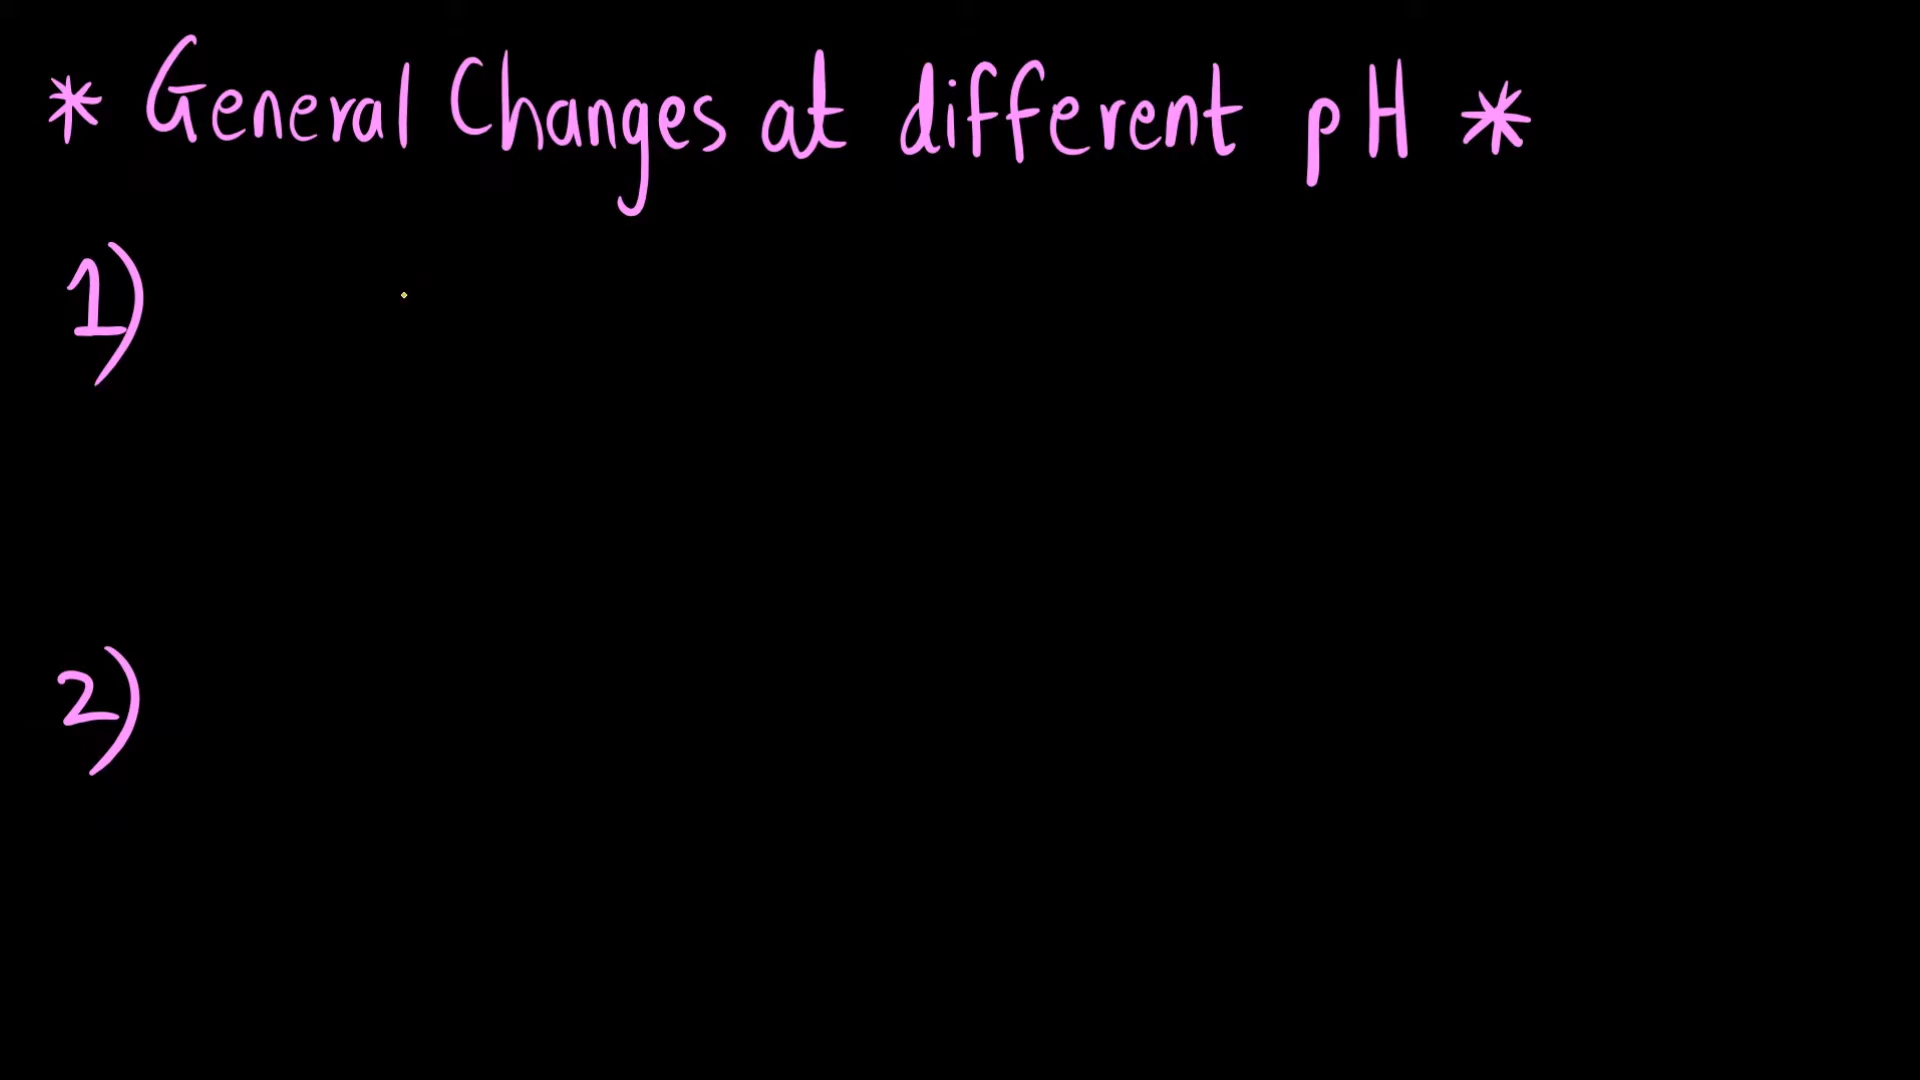 * General Changes at different pH *
1)
2)